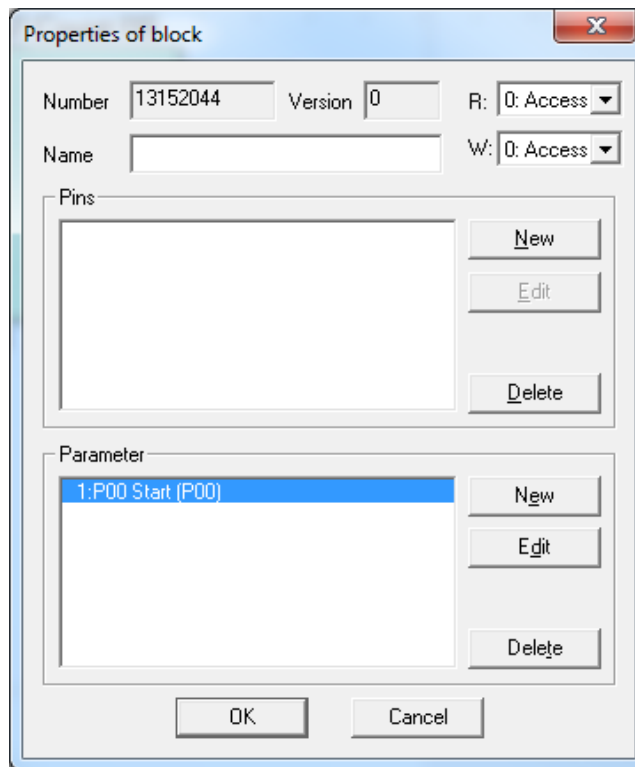 Properties of block
Number 13152044 Version 0 R: 0: Access
Name W: 0: Access
Pins
New
Edit
Delete
Parameter
1:P00 Start (P00)
New
Edit
Delete
OK Cancel